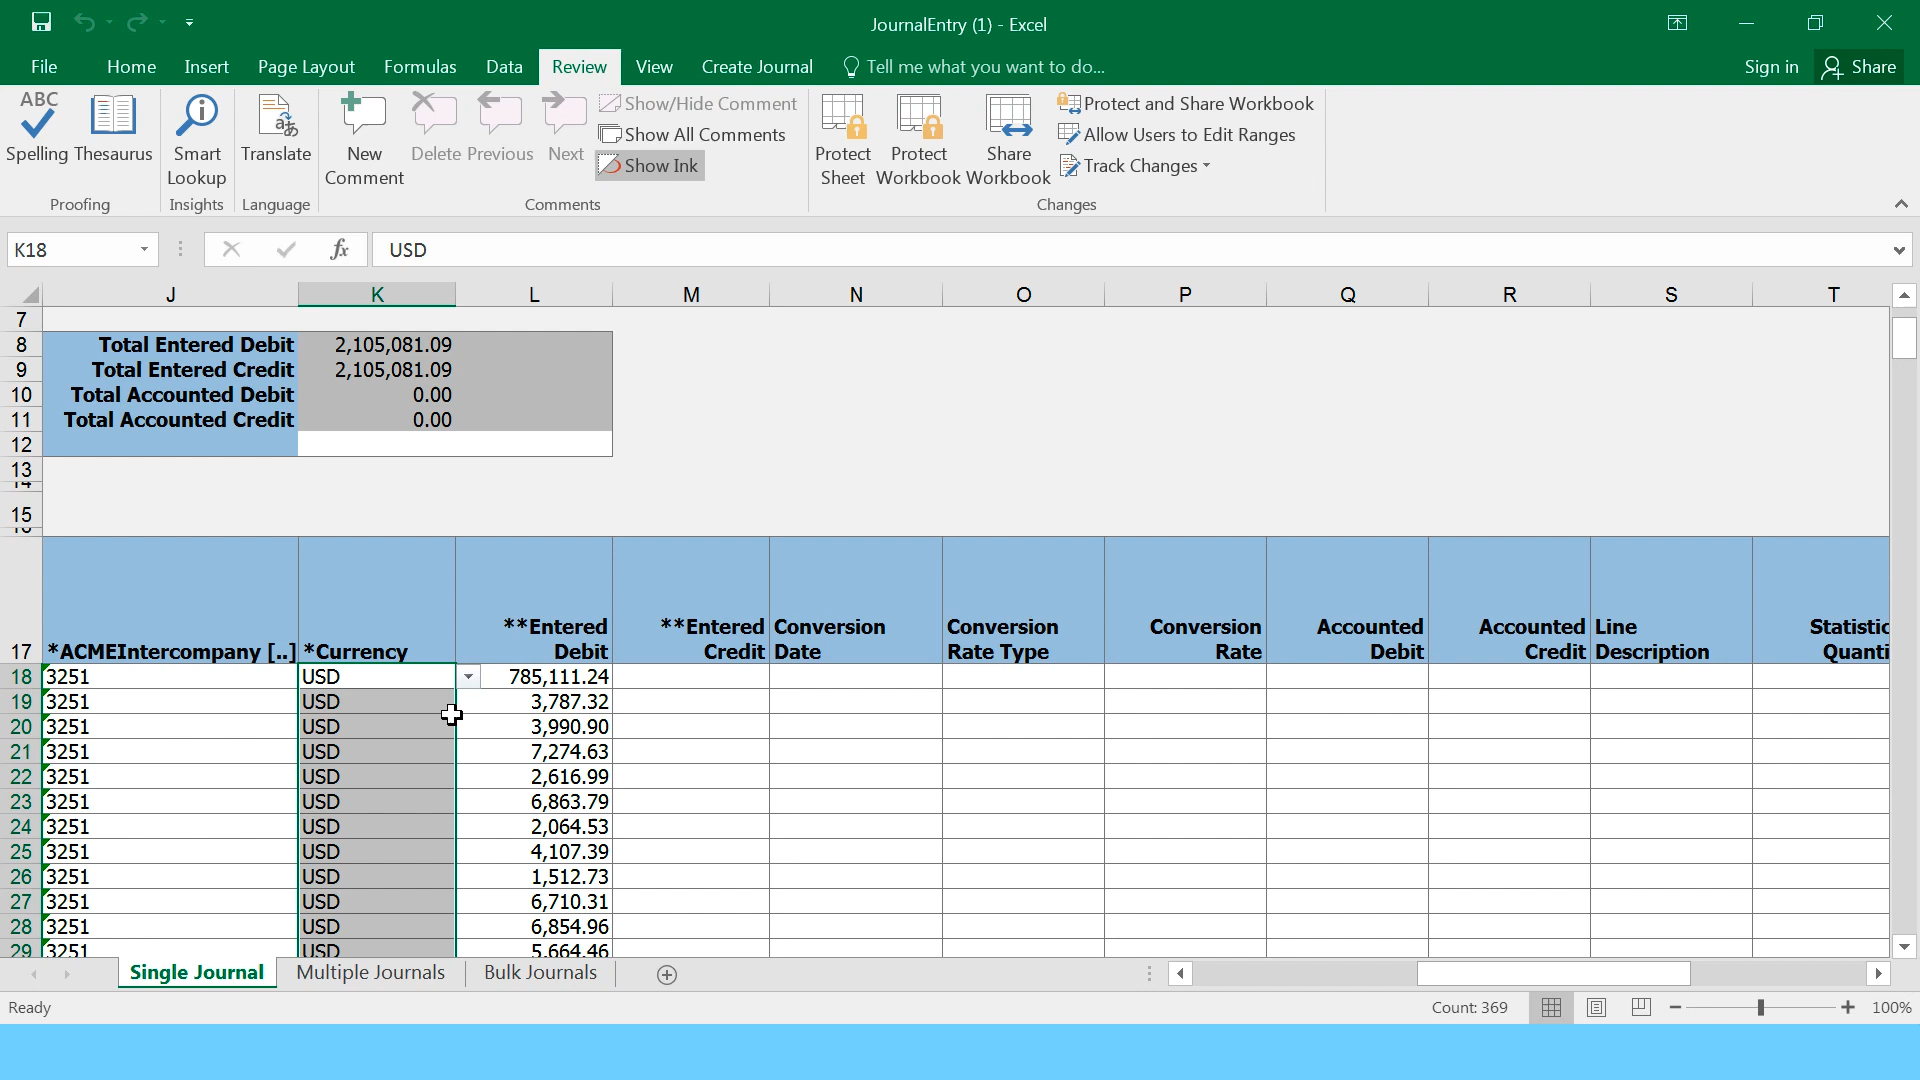 JournalEntry (1) - Excel
File Home Insert Page Layout Formulas Data Review View Create Journal Tell me what you want to do... Sign in Share
ABC
Spelling Thesaurus
Proofing
Smart
Lookup
Insights
Translate
Language
New
Comment
Delete Previous Next
Show/Hide Comment
Show All Comments
Show Ink
Comments
Protect
Sheet
Protect
Workbook
Share
Workbook
Protect and Share Workbook
Allow Users to Edit Ranges
Track Changes
Changes
K18 fx USD
J K L M N O P Q R S T
7
8 Total Entered Debit 2,105,081.09
9 Total Entered Credit 2,105,081.09
10 Total Accounted Debit 0.00
11 Total Accounted Credit 0.00
12
13
14
15
16
17 *ACMEIntercompany [..] *Currency **Entered Debit **Entered Credit Conversion Date Conversion Rate Type Conversion Rate Accounted Debit Accounted Credit Line Description Statistic Quanti
18 3251 USD 785,111.24
19 3251 USD 3,787.32
20 3251 USD 3,990.90
21 3251 USD 7,274.63
22 3251 USD 2,616.99
23 3251 USD 6,863.79
24 3251 USD 2,064.53
25 3251 USD 4,107.39
26 3251 USD 1,512.73
27 3251 USD 6,710.31
28 3251 USD 6,854.96
29 3251 USD 5,664.46
Single Journal Multiple Journals Bulk Journals
Ready Count: 369 100%